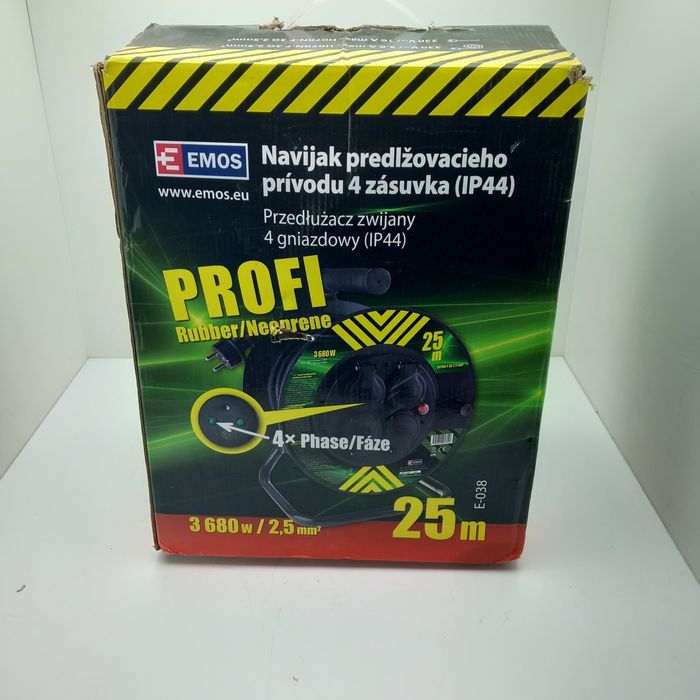 EMOS
www.emos.eu
Navijak predlžovacieho
prívodu 4 zásuvka (IP44)
Przedłużacz zwijany
4 gniazdowy (IP44)
PROFI
Rubber/Neoprene
3 680 W
25
m
4× Phase/Fáze
EMOS
E-038
3 680 w / 2,5 mm²
25 m